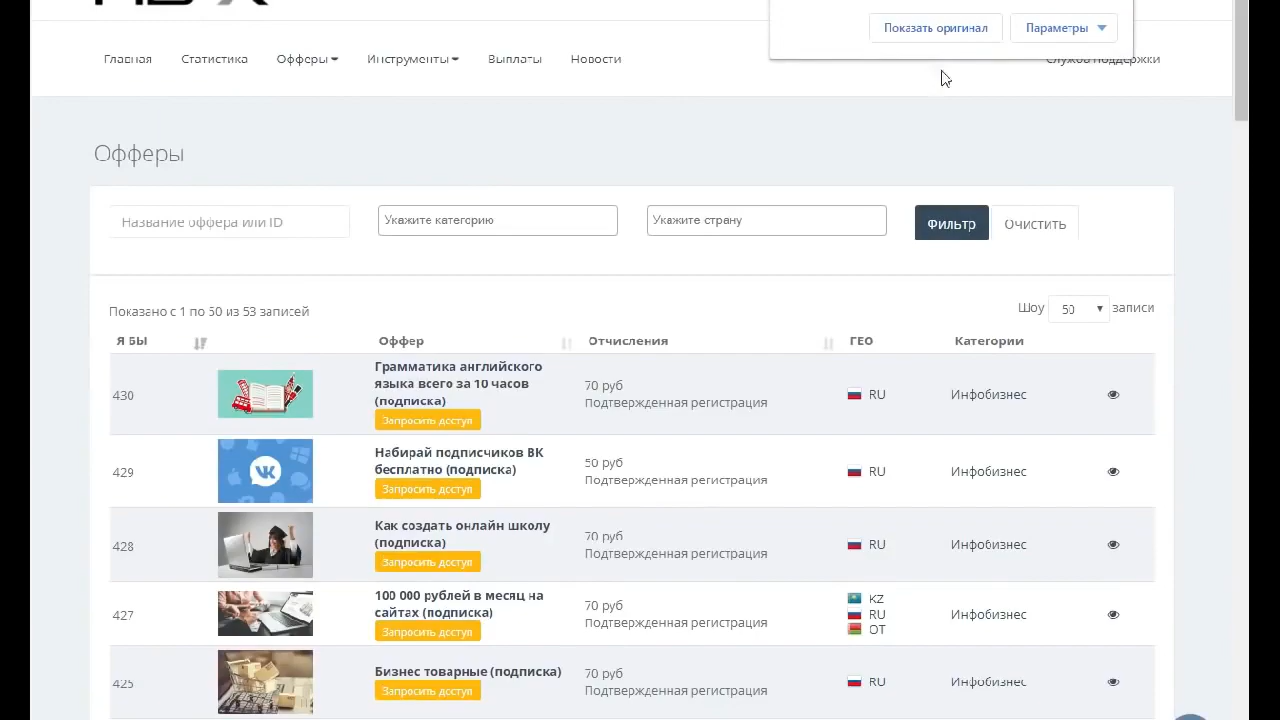 Показать оригинал Параметры
Главная Статистика Офферы Инструменты Выплаты Новости Служба поддержки
Офферы
Название оффера или ID Укажите категорию Укажите страну Фильтр Очистить
Показано с 1 по 50 из 53 записей Шоу 50 записи
Я БЫ Оффер Отчисления ГЕО Категории
430 Грамматика английского языка всего за 10 часов (подписка) Запросить доступ 70 руб Подтвержденная регистрация RU Инфобизнес
429 Набирай подписчиков ВК бесплатно (подписка) Запросить доступ 50 руб Подтвержденная регистрация RU Инфобизнес
428 Как создать онлайн школу (подписка) Запросить доступ 70 руб Подтвержденная регистрация RU Инфобизнес
427 100 000 рублей в месяц на сайтах (подписка) Запросить доступ 70 руб Подтвержденная регистрация KZ RU ОТ Инфобизнес
425 Бизнес товарные (подписка) Запросить доступ 70 руб Подтвержденная регистрация RU Инфобизнес